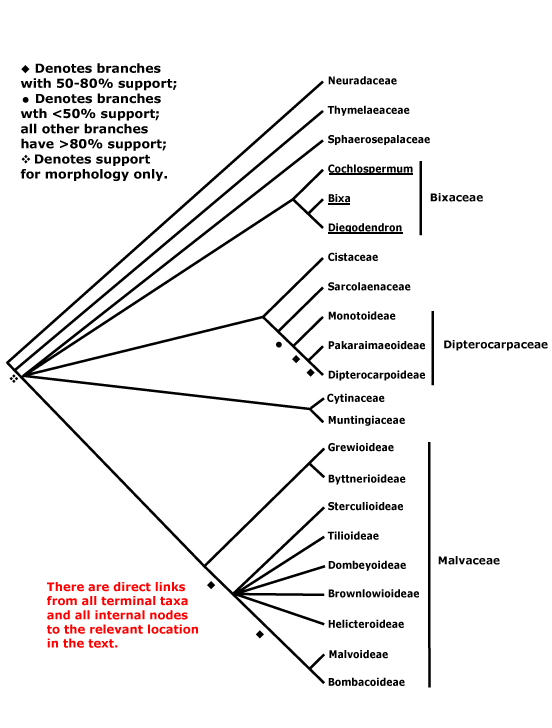 ◆ Denotes branches
with 50-80% support;
● Denotes branches
wth <50% support;
all other branches
have >80% support;
❖ Denotes support
for morphology only.
Neuradaceae
Thymelaeaceae
Sphaerosepalaceae
Cochlospermum
Bixa
Diegodendron
Bixaceae
Cistaceae
Sarcolaenaceae
Monotoideae
Pakaraimaeoideae
Dipterocarpoideae
Dipterocarpaceae
Cytinaceae
Muntingiaceae
Grewioideae
Byttnerioideae
Sterculioideae
Tilioideae
Dombeyoideae
Brownlowioideae
Helicteroideae
Malvoideae
Bombacoideae
Malvaceae
There are direct links
from all terminal taxa
and all internal nodes
to the relevant location
in the text.